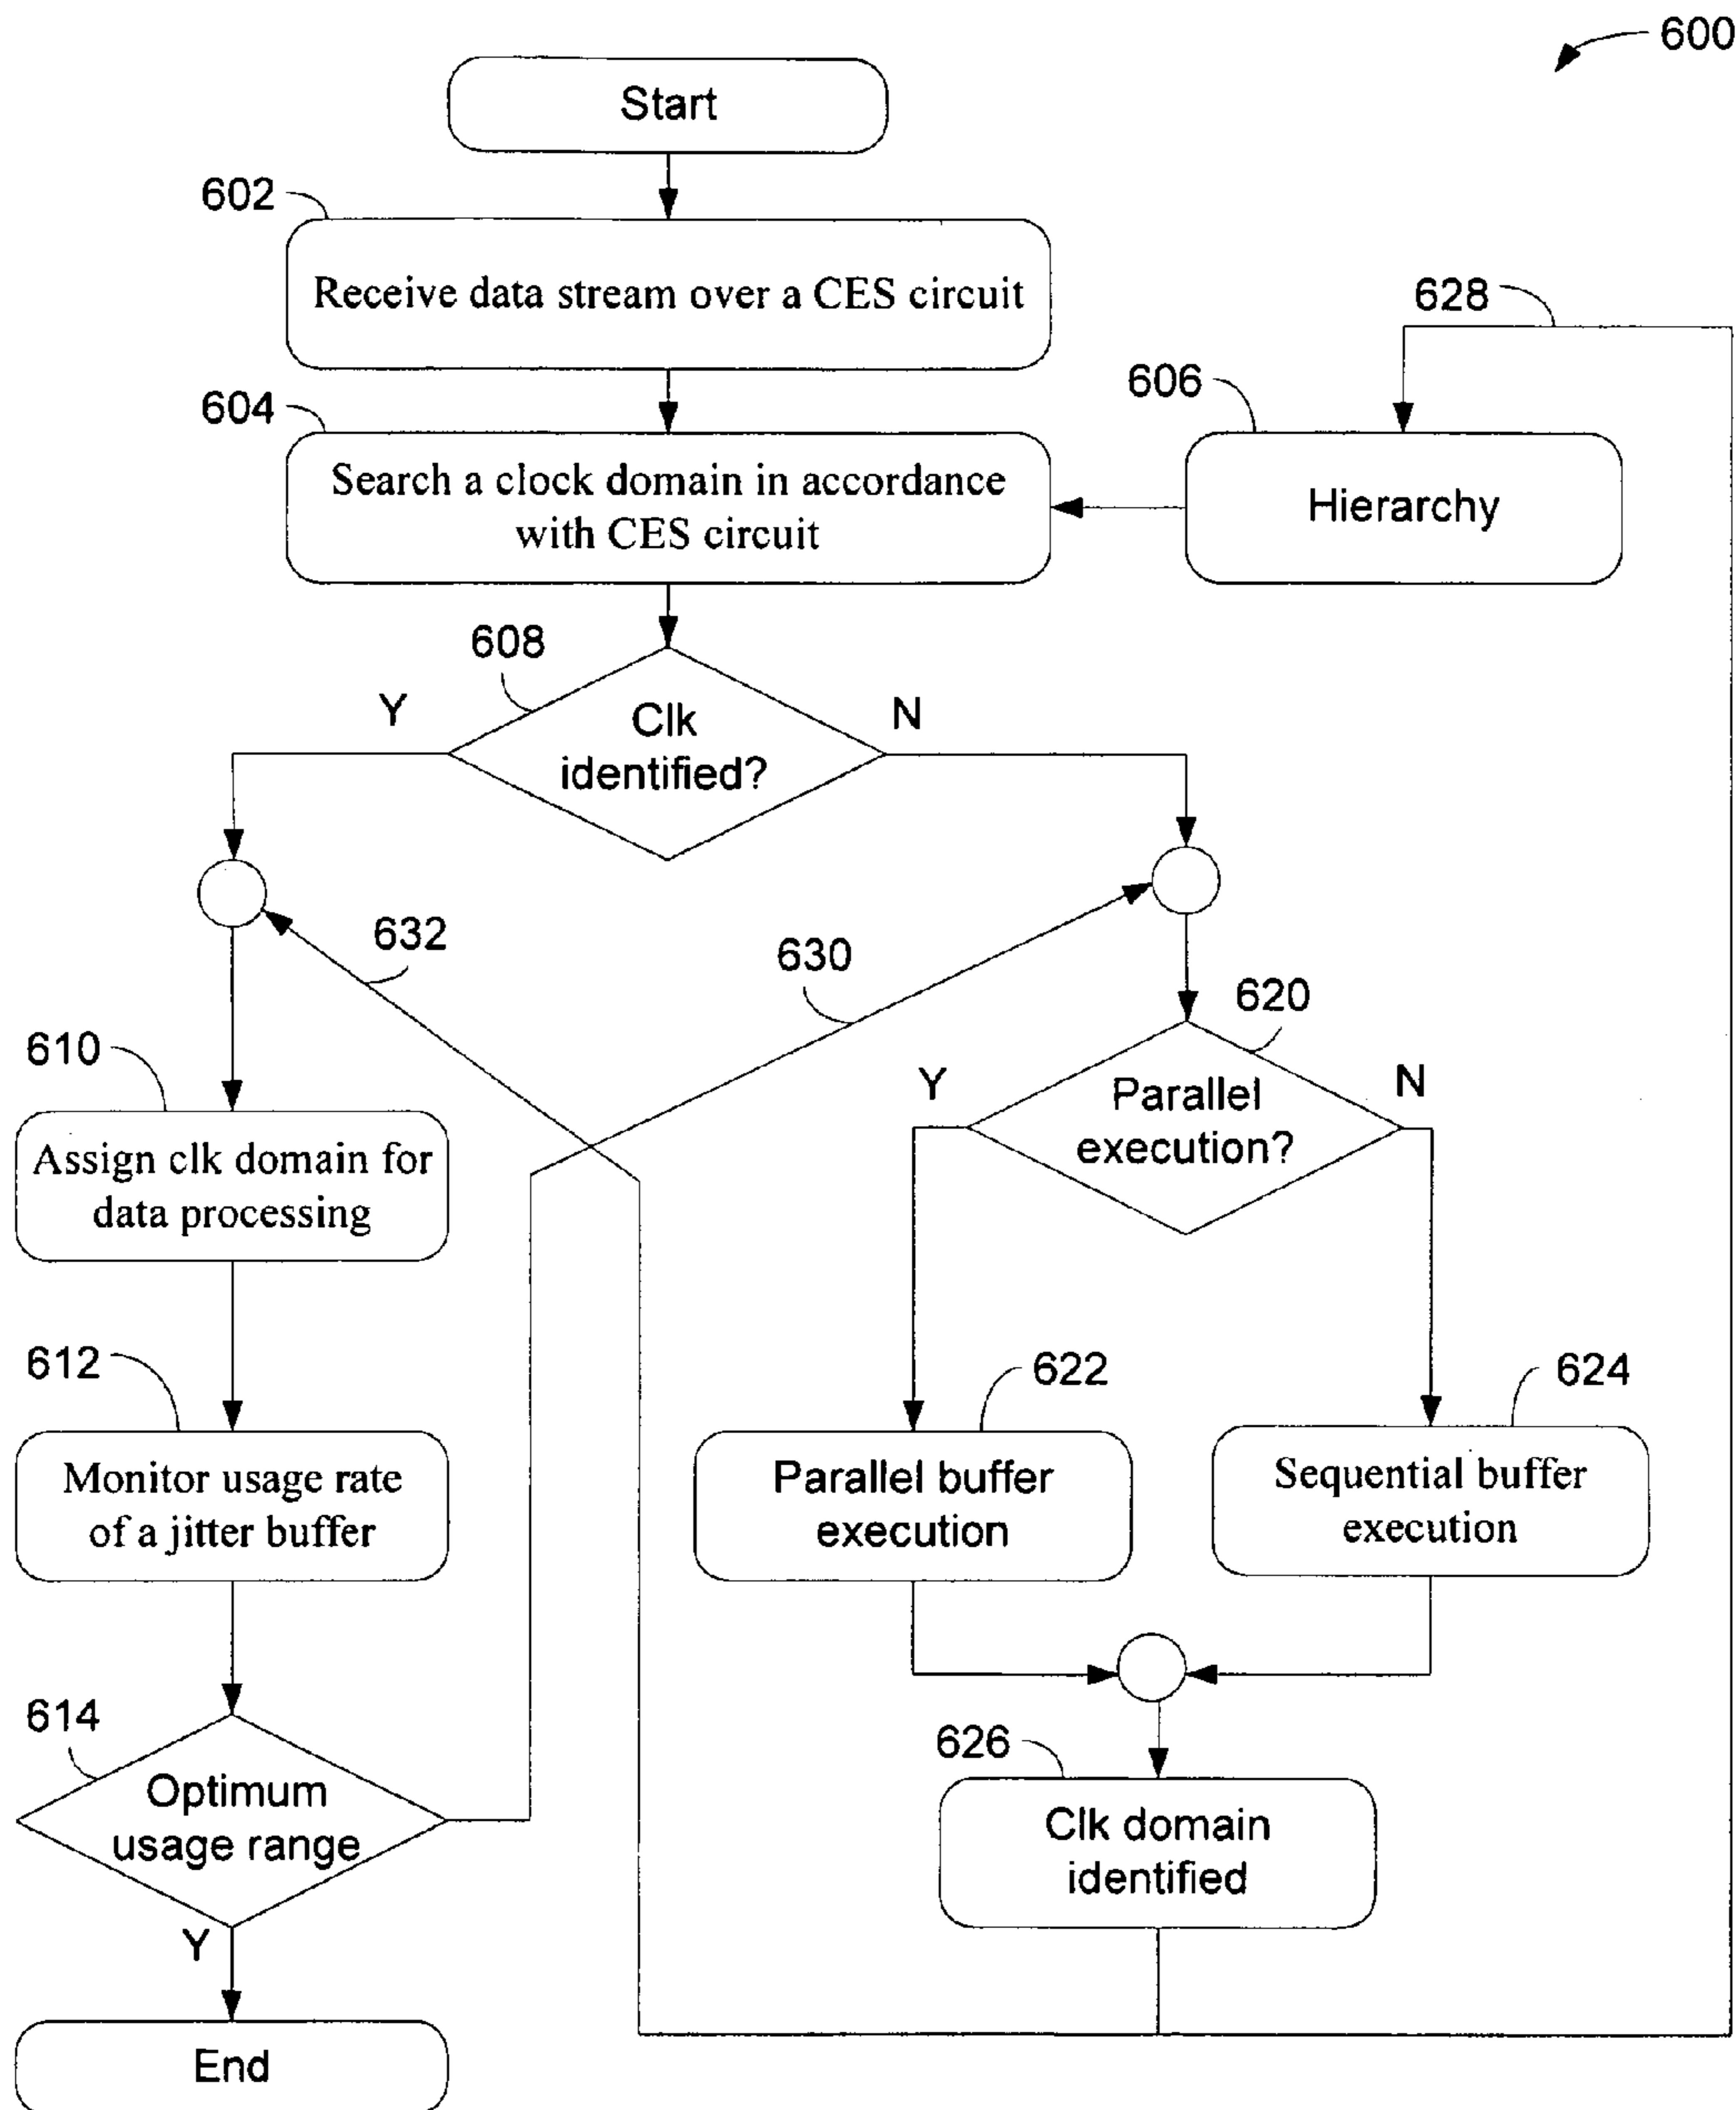 600
Start
602
Receive data stream over a CES circuit
628
604
Search a clock domain in accordance
with CES circuit
606
Hierarchy
608
Y
N
Clk
identified?
632
630
620
610
Assign clk domain for
data processing
Y
N
Parallel
execution?
612
Monitor usage rate
of a jitter buffer
622
Parallel buffer
execution
624
Sequential buffer
execution
614
Optimum
usage range
626
Clk domain
identified
Y
End